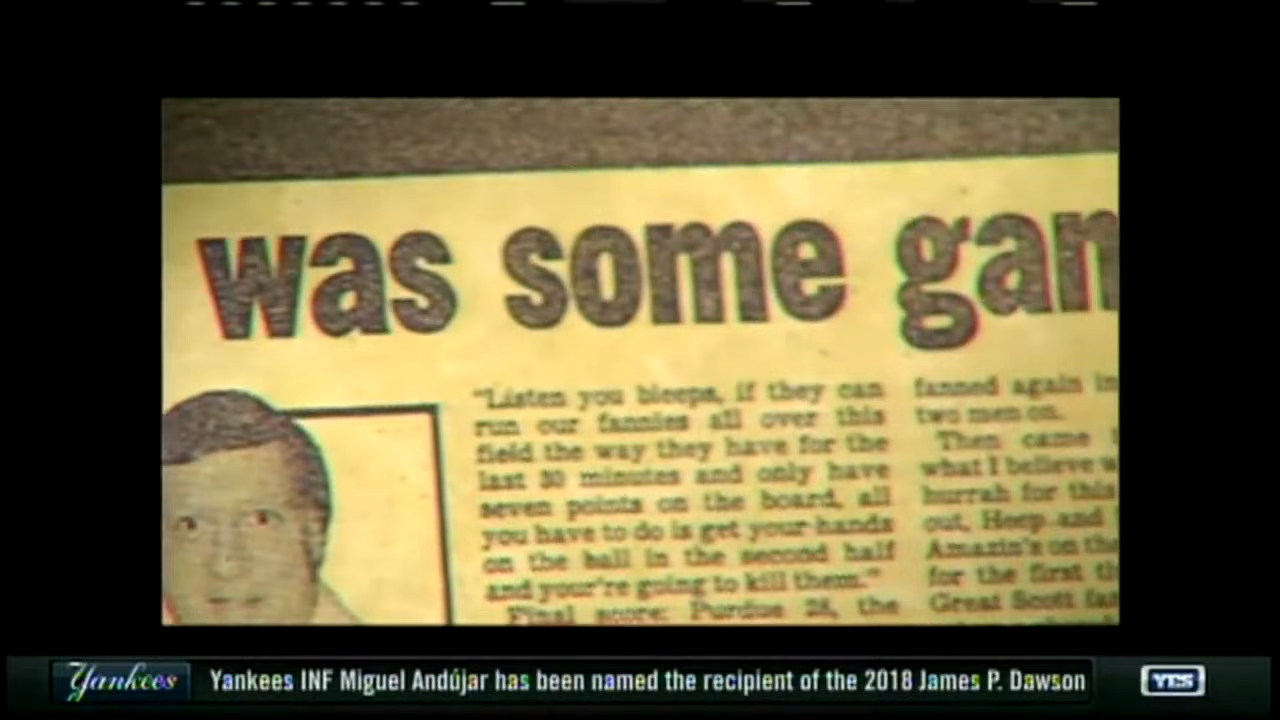 was some gam
"Listen you bleeps, if they can
run our fannies all over this
field the way they have for the
last 30 minutes and only have
seven points on the board, all
you have to do is get your hands
on the ball in the second half
and your're going to kill them."
Final score: Purdue 28, the
fanned again in
two men on.
Then came
what I believe w
hurrah for this
out, Heep and
Amazin's on the
for the first th
Great Scott fa
Yankees
Yankees INF Miguel Andújar has been named the recipient of the 2018 James P. Dawson
YES